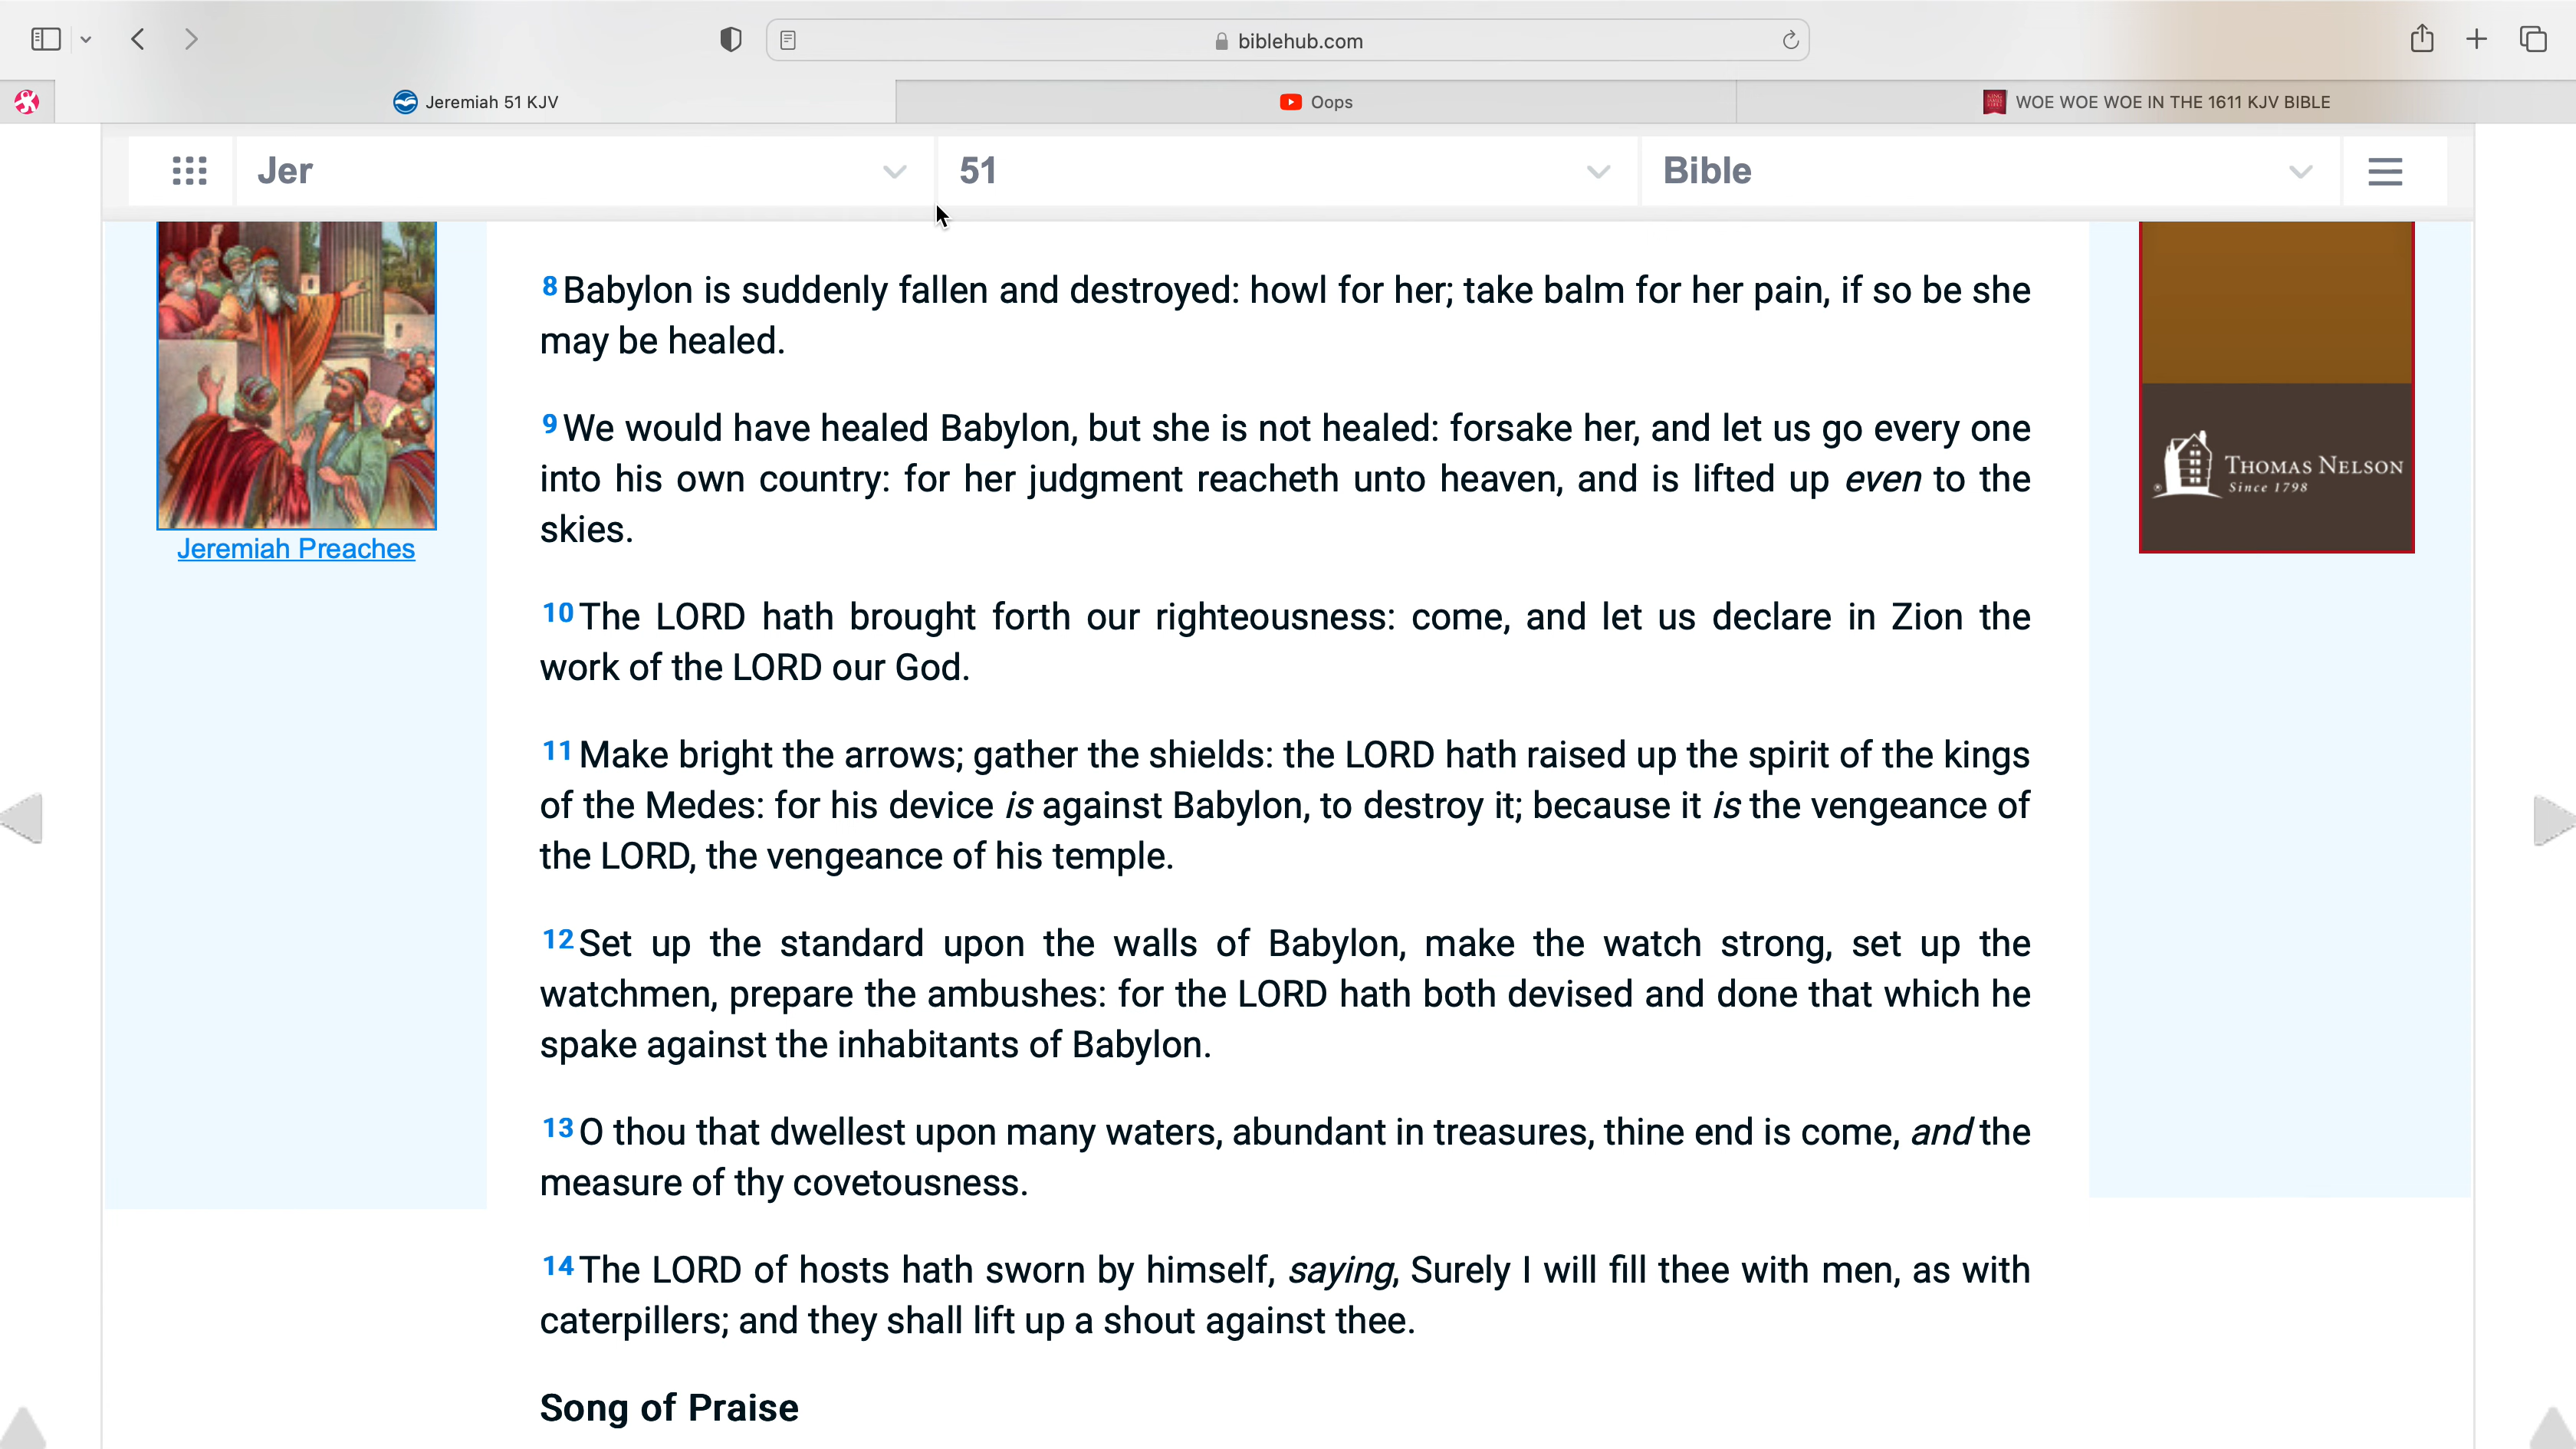 biblehub.com
Jeremiah 51 KJV
Oops
WOE WOE WOE IN THE 1611 KJV BIBLE
Jer
51
Bible
8 Babylon is suddenly fallen and destroyed: howl for her; take balm for her pain, if so be she
may be healed.
9 We would have healed Babylon, but she is not healed: forsake her, and let us go every one
into his own country: for her judgment reacheth unto heaven, and is lifted up even to the
skies.
10 The LORD hath brought forth our righteousness: come, and let us declare in Zion the
work of the LORD our God.
11 Make bright the arrows; gather the shields: the LORD hath raised up the spirit of the kings
of the Medes: for his device is against Babylon, to destroy it; because it is the vengeance of
the LORD, the vengeance of his temple.
12 Set up the standard upon the walls of Babylon, make the watch strong, set up the
watchmen, prepare the ambushes: for the LORD hath both devised and done that which he
spake against the inhabitants of Babylon.
13 O thou that dwellest upon many waters, abundant in treasures, thine end is come, and the
measure of thy covetousness.
14 The LORD of hosts hath sworn by himself, saying, Surely I will fill thee with men, as with
caterpillers; and they shall lift up a shout against thee.
Song of Praise
Jeremiah Preaches
THOMAS NELSON
Since 1798